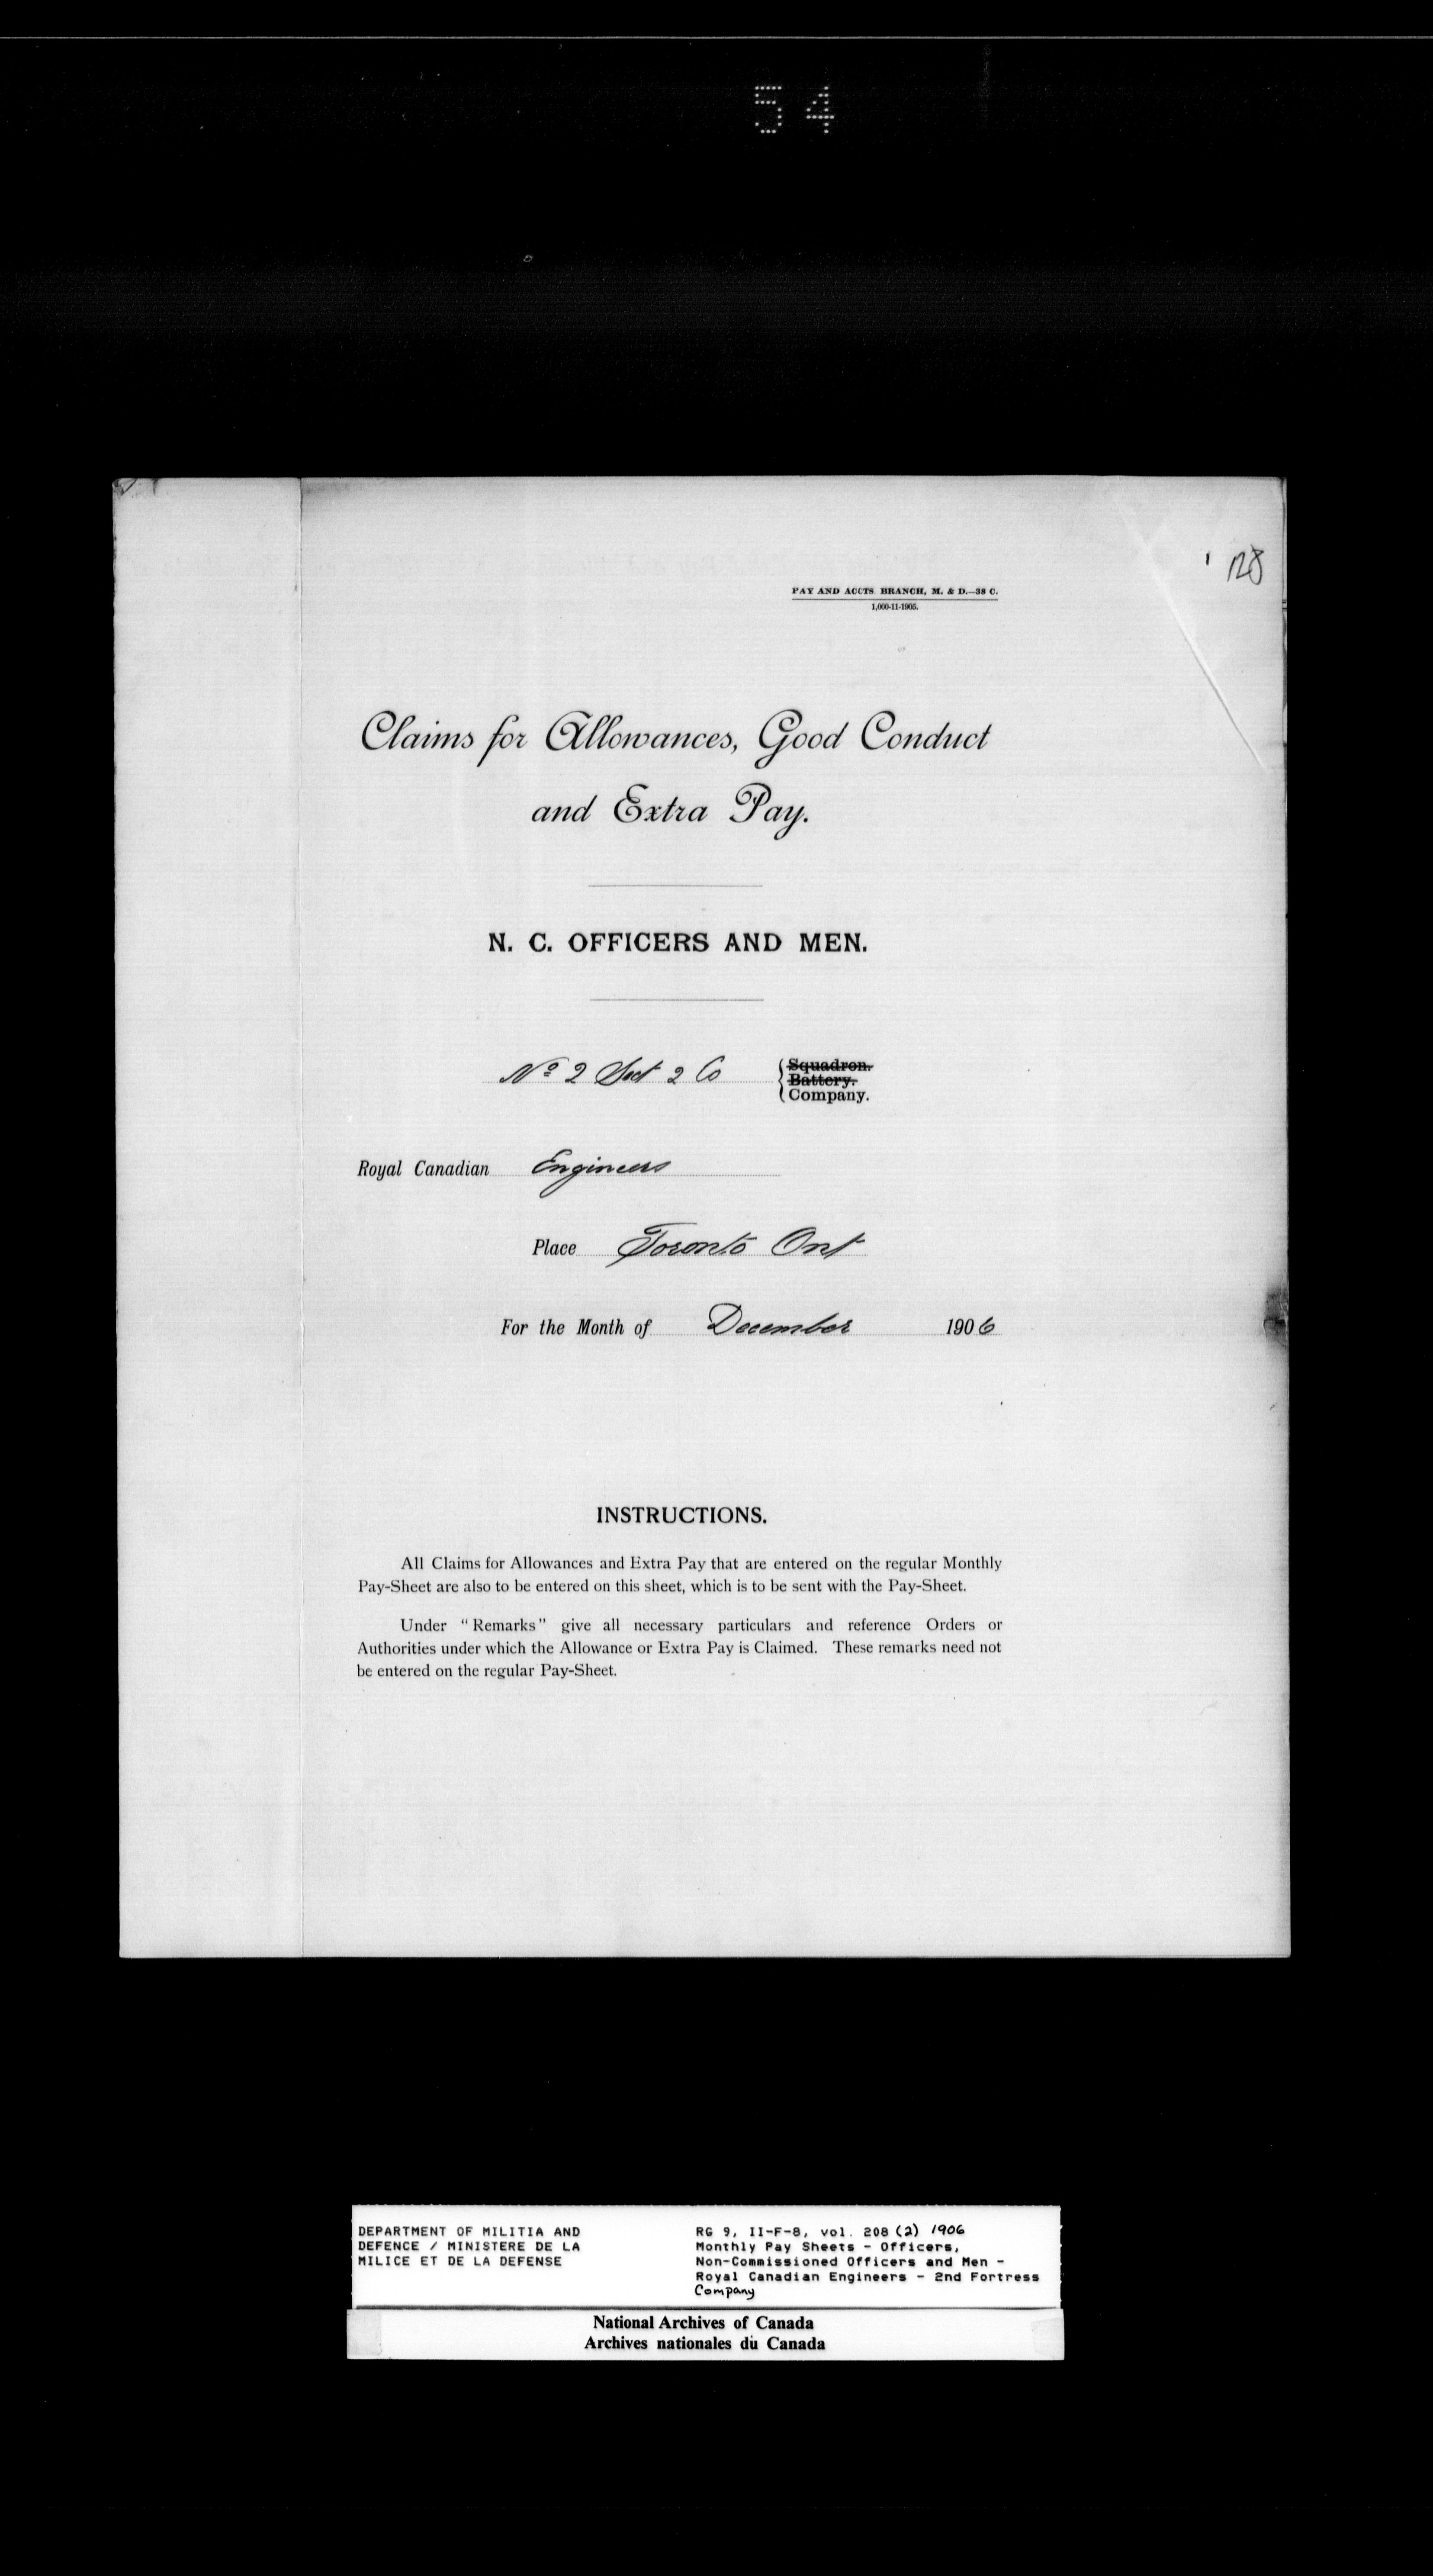 54
128
PAY AND ACCTS. BRANCH, M. & D.—38 C.
1,000-11-1905.
Claims for Allowances, Good Conduct
and Extra Pay.
N. C. OFFICERS AND MEN.
Squadron.
Battery.
Nº 2 Sect 2 Co Company.
Royal Canadian Engineers
Place Toronto Ont
For the Month of December 1906
INSTRUCTIONS.
All Claims for Allowances and Extra Pay that are entered on the regular Monthly
Pay-Sheet are also to be entered on this sheet, which is to be sent with the Pay-Sheet.
Under "Remarks" give all necessary particulars and reference Orders or
Authorities under which the Allowance or Extra Pay is Claimed. These remarks need not
be entered on the regular Pay-Sheet.
DEPARTMENT OF MILITIA AND
DEFENCE / MINISTERE DE LA
MILICE ET DE LA DEFENSE
RG 9, II-F-8, vol. 208 (2) 1906
Monthly Pay Sheets - Officers,
Non-Commissioned Officers and Men -
Royal Canadian Engineers - 2nd Fortress
Company
National Archives of Canada
Archives nationales du Canada